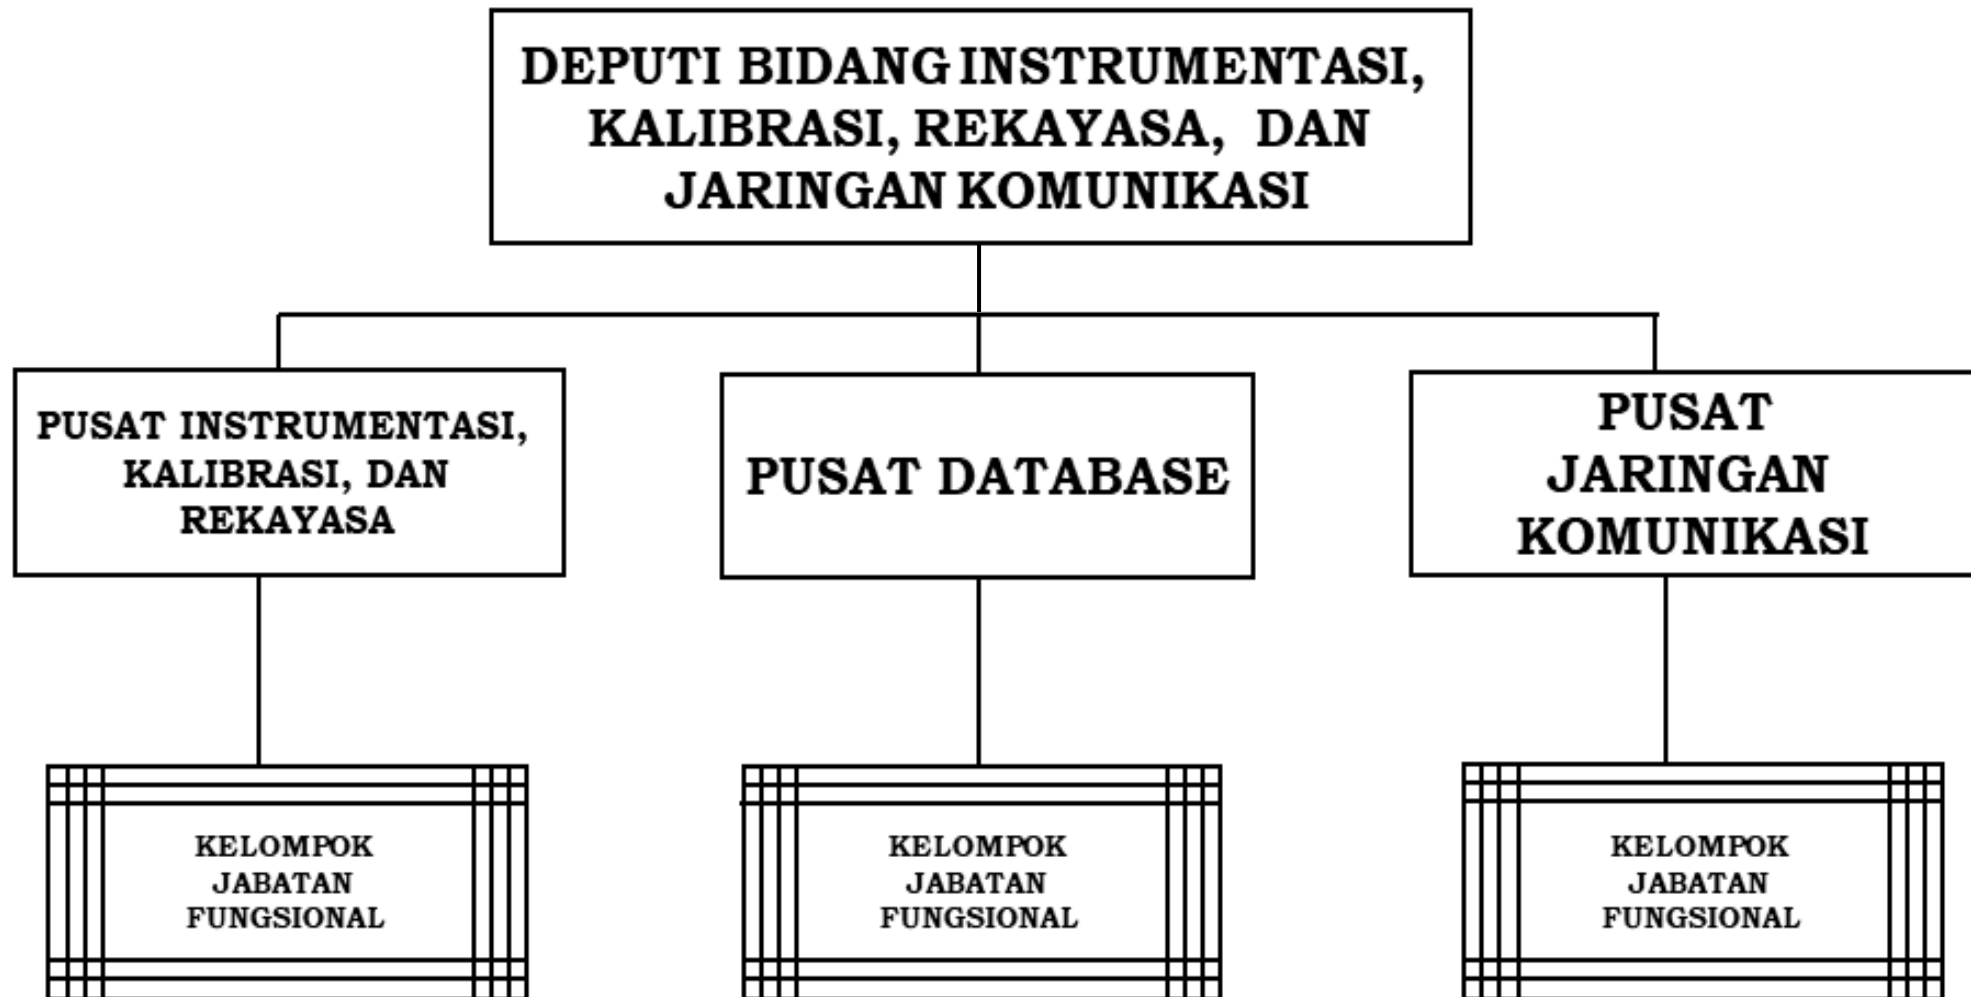 DEPUTI BIDANG INSTRUMENTASI,
KALIBRASI, REKAYASA, DAN
JARINGAN KOMUNIKASI
PUSAT INSTRUMENTASI,
KALIBRASI, DAN
REKAYASA
PUSAT DATABASE
PUSAT
JARINGAN
KOMUNIKASI
KELOMPOK
JABATAN
FUNGSIONAL
KELOMPOK
JABATAN
FUNGSIONAL
KELOMPOK
JABATAN
FUNGSIONAL